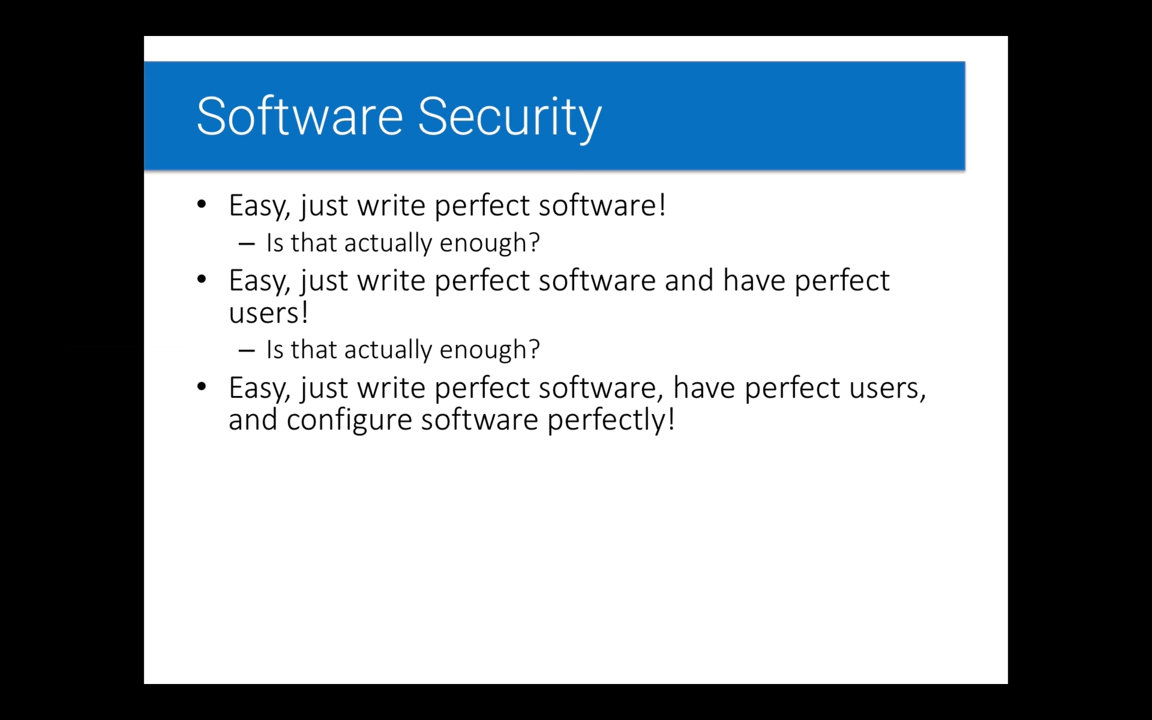 Software Security
• Easy, just write perfect software!
– Is that actually enough?
• Easy, just write perfect software and have perfect
users!
– Is that actually enough?
• Easy, just write perfect software, have perfect users,
and configure software perfectly!